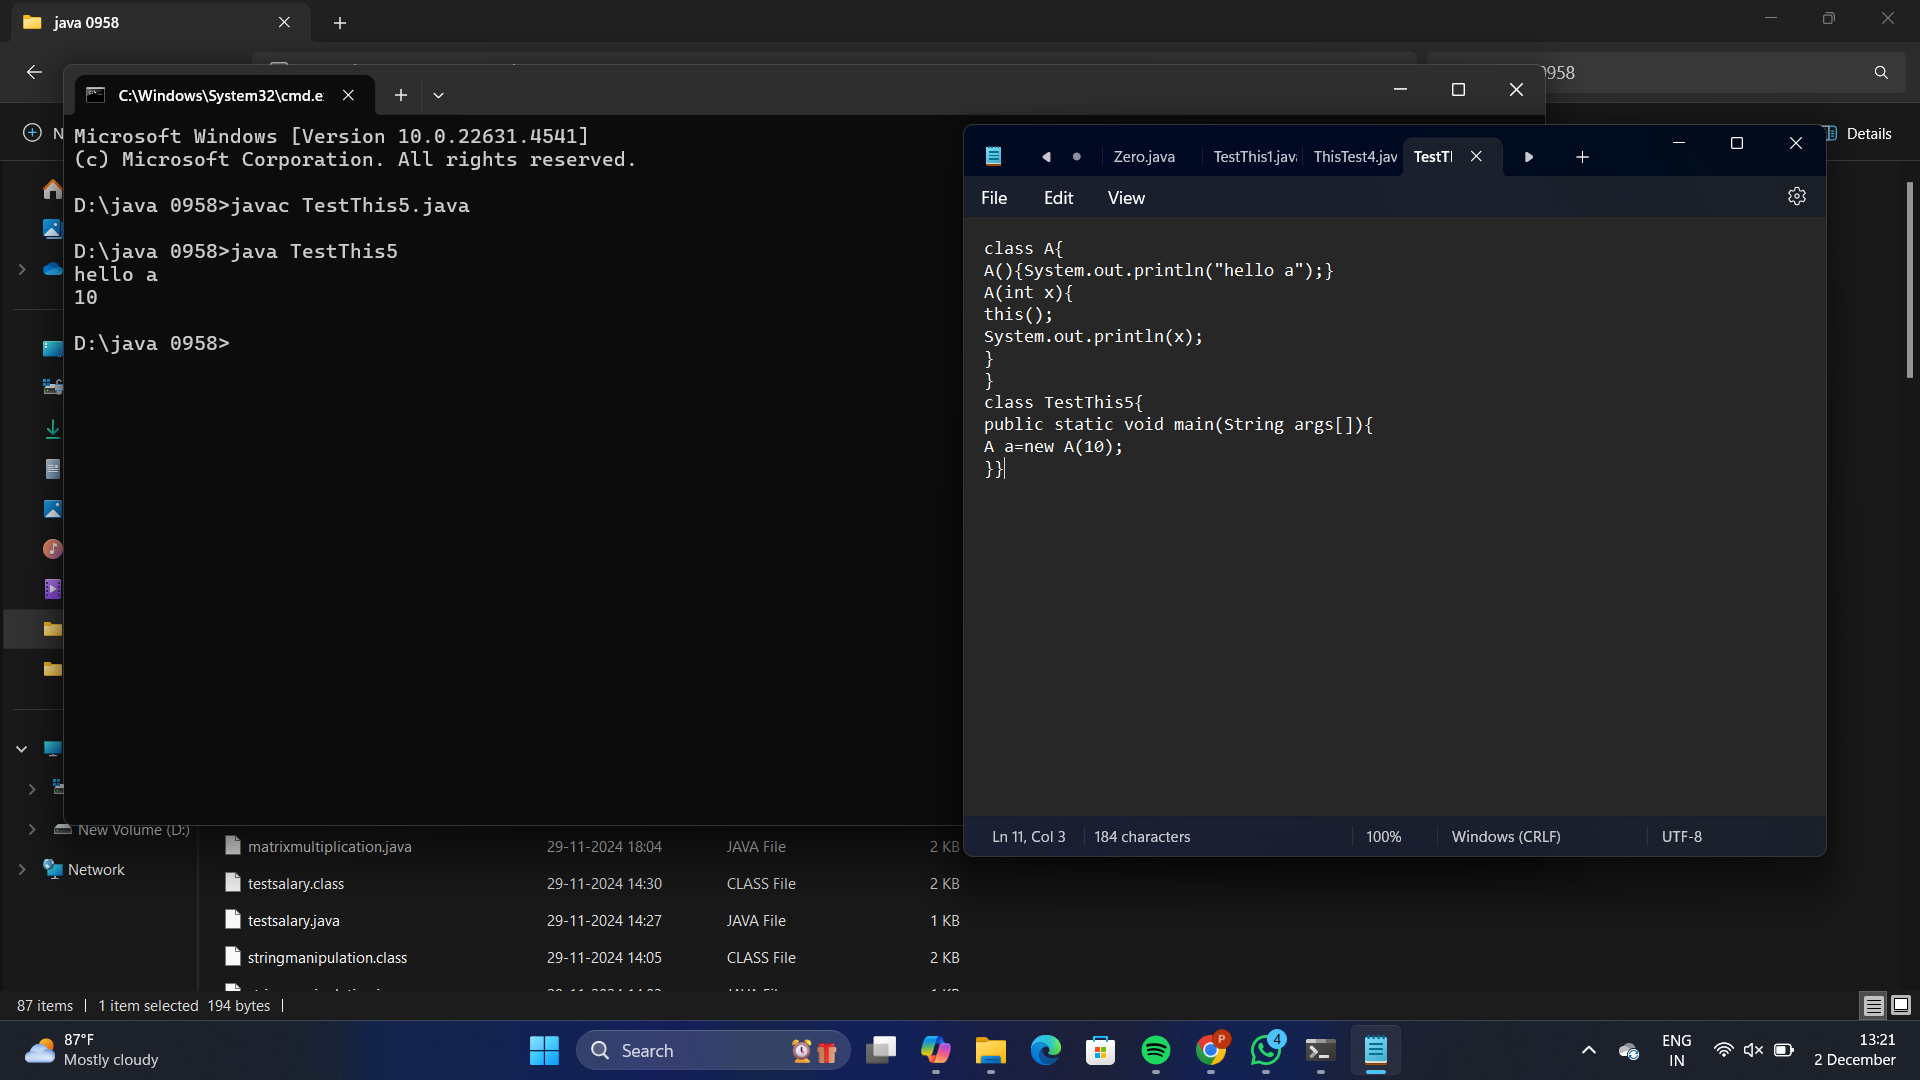 java 0958
0958
Details
C:\Windows\System32\cmd.e
Microsoft Windows [Version 10.0.22631.4541]
(c) Microsoft Corporation. All rights reserved.
D:\java 0958>javac TestThis5.java
D:\java 0958>java TestThis5
hello a
10
D:\java 0958>
Zero.java
TestThis1.java
ThisTest4.jav
TestTl
File
Edit
View
class A{
A(){System.out.println("hello a");}
A(int x){
this();
System.out.println(x);
}
}
class TestThis5{
public static void main(String args[]){
A a=new A(10);
}}
Ln 11, Col 3
184 characters
100%
Windows (CRLF)
UTF-8
New Volume (D:)
Network
matrixmultiplication.java 29-11-2024 18:04 JAVA File 2 KB
testsalary.class 29-11-2024 14:30 CLASS File 2 KB
testsalary.java 29-11-2024 14:27 JAVA File 1 KB
stringmanipulation.class 29-11-2024 14:05 CLASS File 2 KB
87 items
1 item selected 194 bytes
87°F
Mostly cloudy
Search
P
4
ENG
IN
13:21
2 December